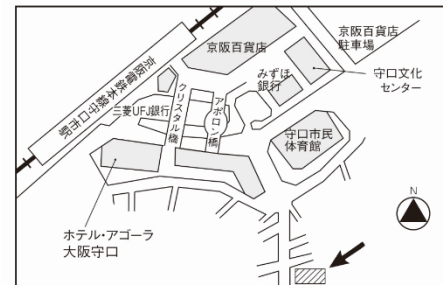 京阪百貨店
京阪百貨店
駐車場
みずほ
銀行
守口文化
センター
京阪電鉄本線守口市駅
三菱UFJ銀行
クリスタル橋
アポロン橋
守口市民
体育館
ホテル・アゴーラ
大阪守口
N